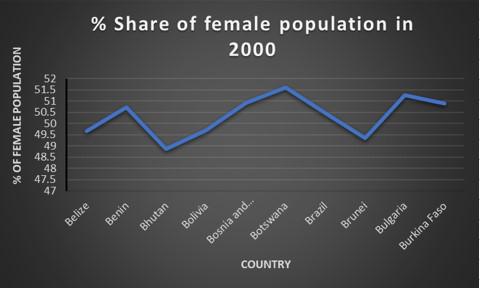 % Share of female population in
2000
% OF FEMALE POPULATION
52
51.5
51
50.5
50
49.5
49
48.5
48
47.5
47
Belize
Benin
Bhutan
Bolivia
Bosnia and...
Botswana
Brazil
Brunei
Bulgaria
Burkina Faso
COUNTRY